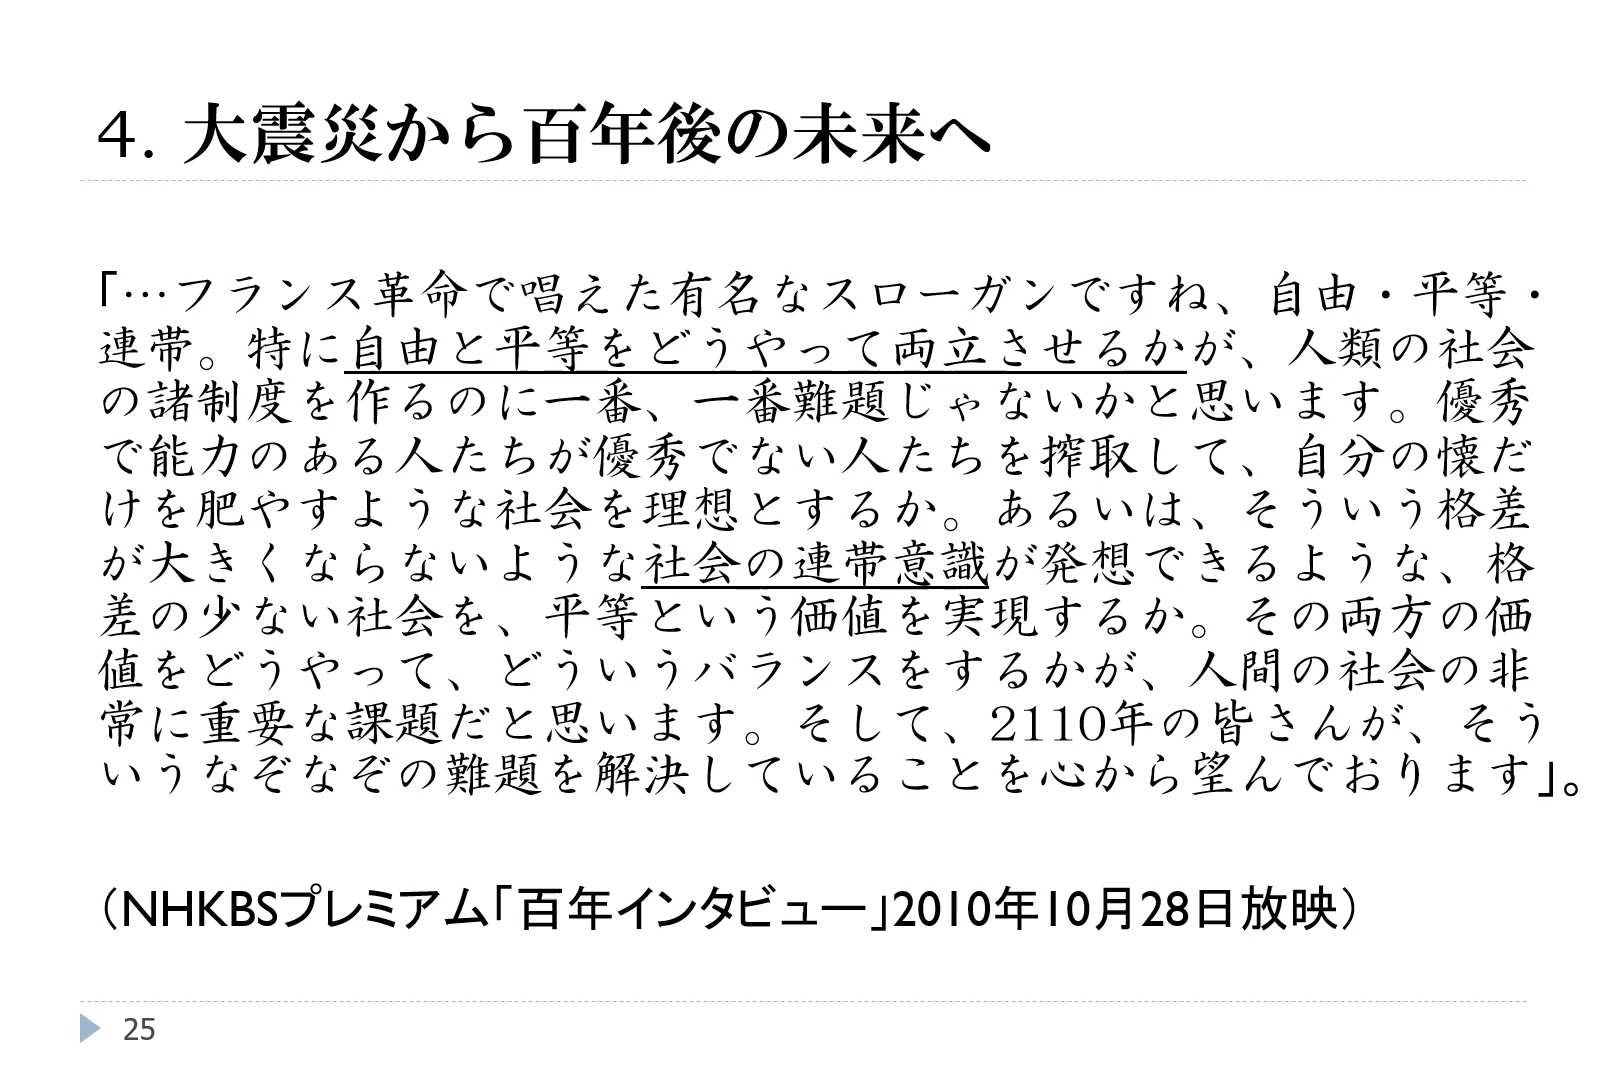 4. 大震災から百年後の未来へ
「…フランス革命で唱えた有名なスローガンですね、自由・平等・
連帯。特に自由と平等をどうやって両立させるかが、人類の社会
の諸制度を作るのに一番、一番難題じゃないかと思います。優秀
で能力のある人たちが優秀でない人たちを搾取して、自分の懐だ
けを肥やすような社会を理想とするか。あるいは、そういう格差
が大きくならないような社会の連帯意識が発想できるような、格
差の少ない社会を、平等という価値を実現するか。その両方の価
値をどうやって、どういうバランスをするかが、人間の社会の非
常に重要な課題だと思います。そして、2110年の皆さんが、そう
いうなぞなぞの難題を解決していることを心から望んでおります」。
（NHKBSプレミアム「百年インタビュー」2010年10月28日放映）
25